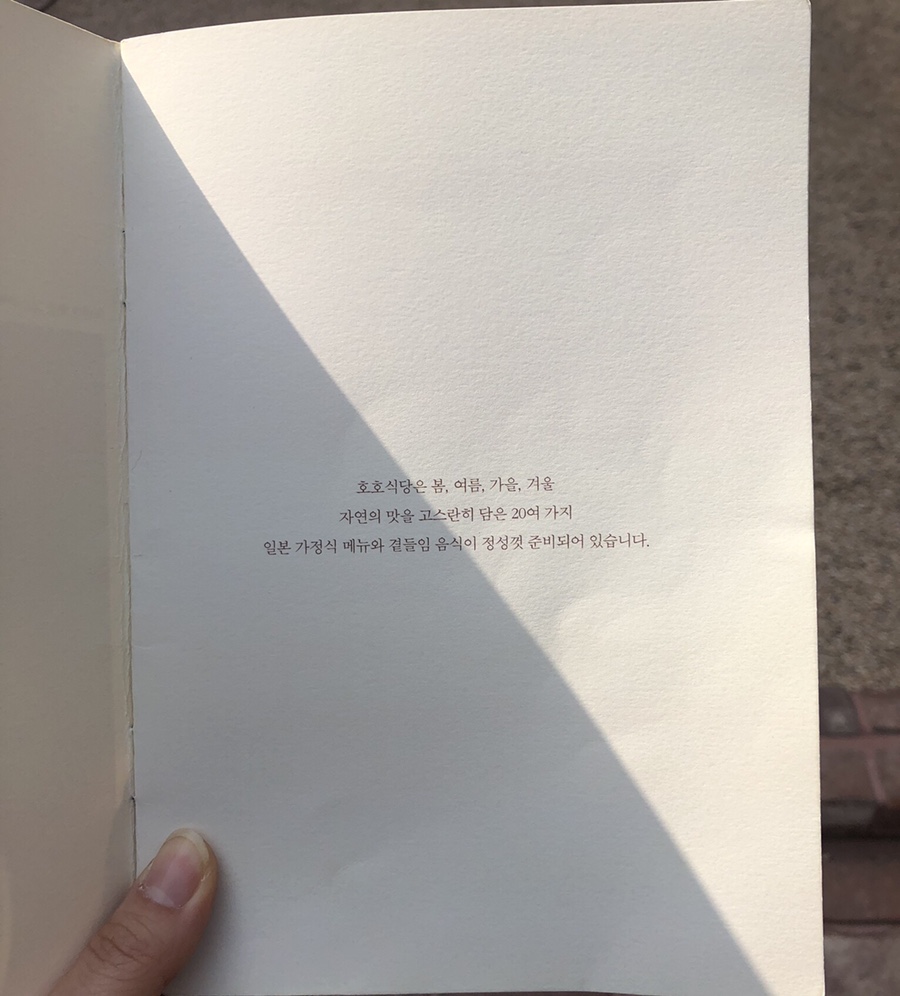 호호식당은 봄, 여름, 가을, 겨울
자연의 맛을 고스란히 담은 20여 가지
일본 가정식 메뉴와 곁들임 음식이 정성껏 준비되어 있습니다.